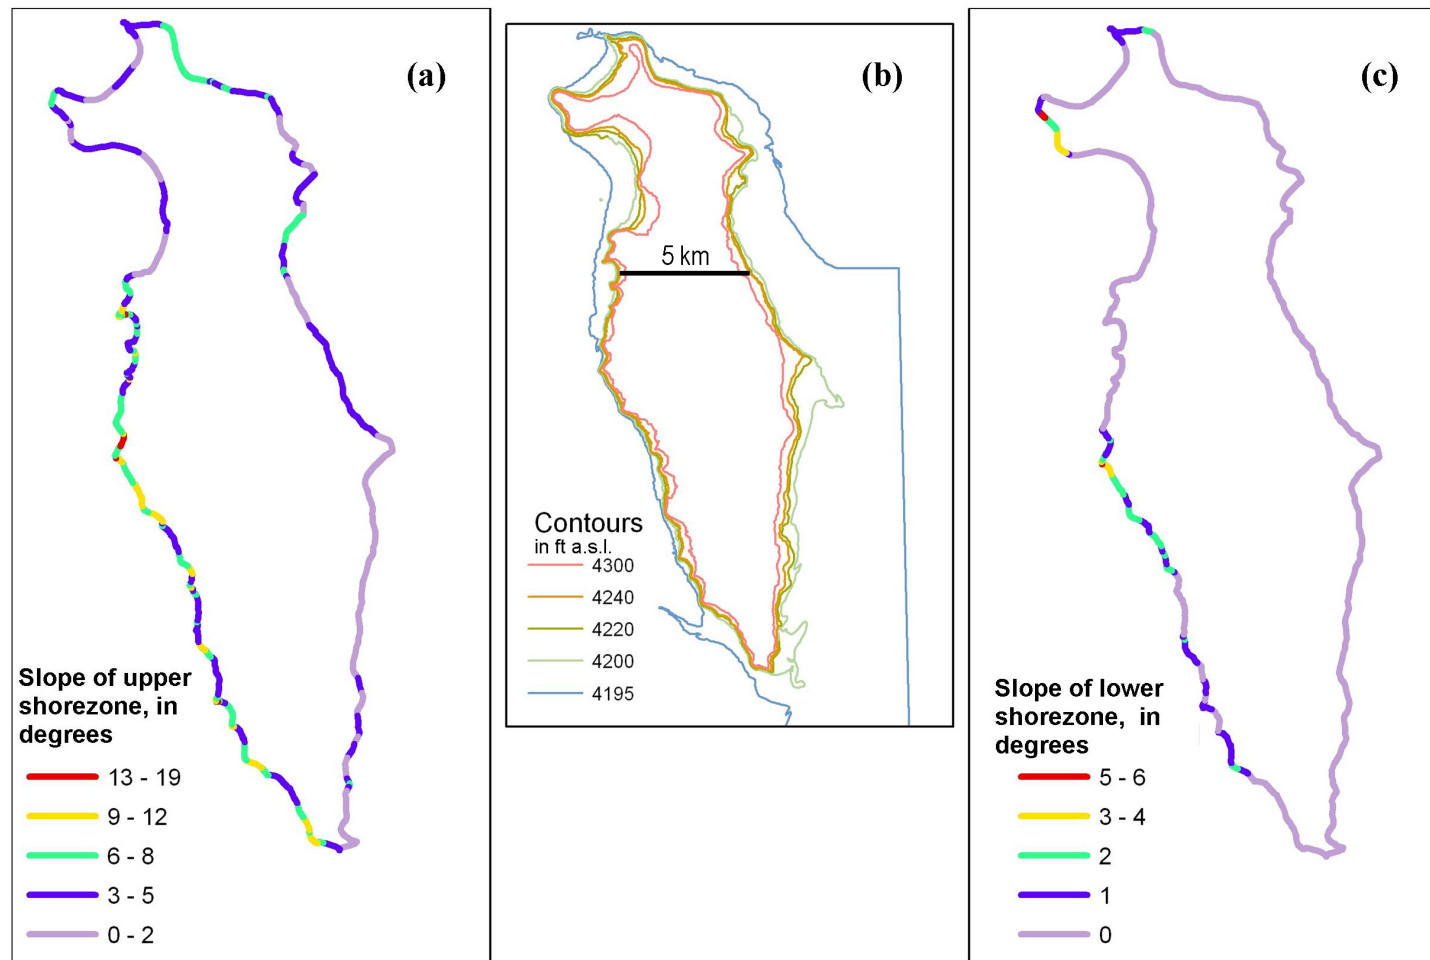 (a)
Slope of upper
shorezone, in
degrees
13 - 19
9 - 12
6 - 8
3 - 5
0 - 2
(b)
5 km
Contours
in ft a.s.l.
4300
4240
4220
4200
4195
(c)
Slope of lower
shorezone, in
degrees
5 - 6
3 - 4
2
1
0